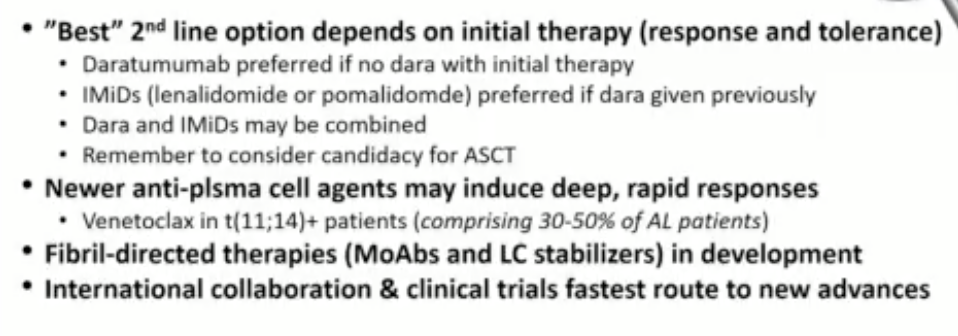 • ”Best” 2nd line option depends on initial therapy (response and tolerance)
• Daratumumab preferred if no dara with initial therapy
• IMiDs (lenalidomide or pomalidomde) preferred if dara given previously
• Dara and IMiDs may be combined
• Remember to consider candidacy for ASCT
• Newer anti-plsma cell agents may induce deep, rapid responses
• Venetoclax in t(11;14)+ patients (comprising 30-50% of AL patients)
• Fibril-directed therapies (MoAbs and LC stabilizers) in development
• International collaboration & clinical trials fastest route to new advances